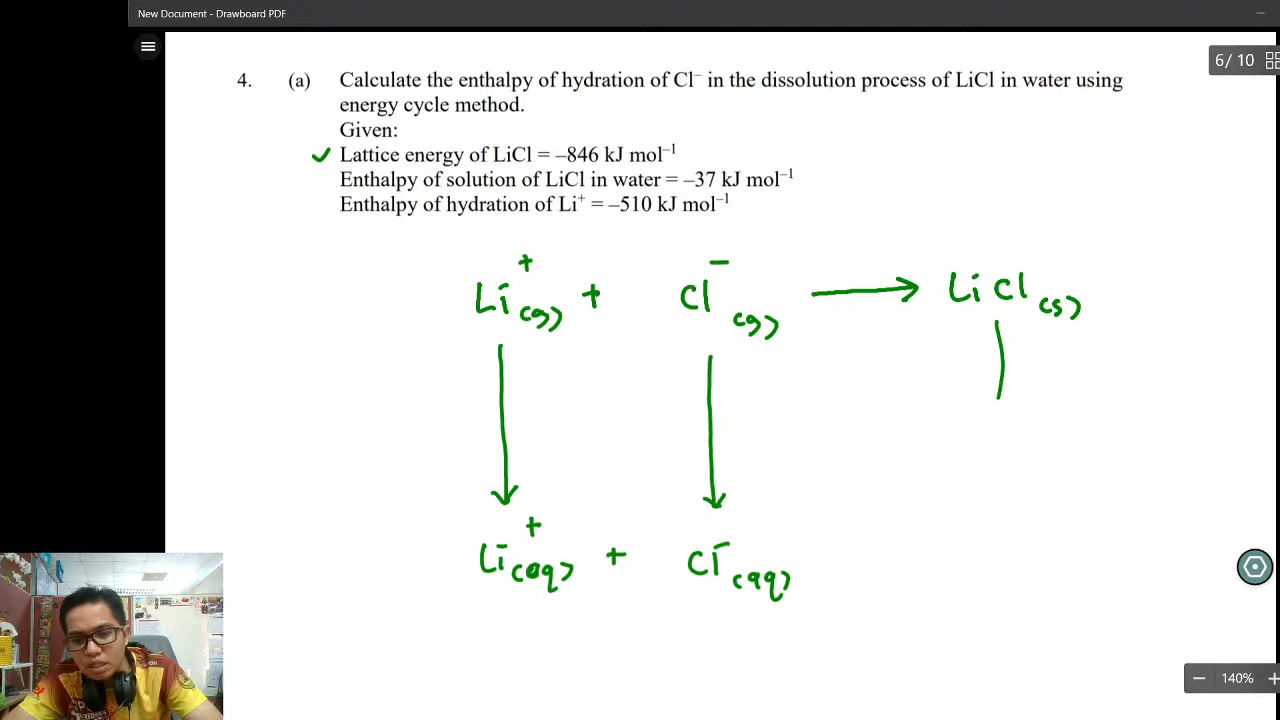 New Document - Drawboard PDF
6 / 10
4. (a) Calculate the enthalpy of hydration of Cl⁻ in the dissolution process of LiCl in water using
energy cycle method.
Given:
✓ Lattice energy of LiCl = –846 kJ mol⁻¹
Enthalpy of solution of LiCl in water = –37 kJ mol⁻¹
Enthalpy of hydration of Li⁺ = –510 kJ mol⁻¹
Li⁺(g) + Cl⁻(g) → LiCl(s)
Li⁺(aq) + Cl⁻(aq)
140%